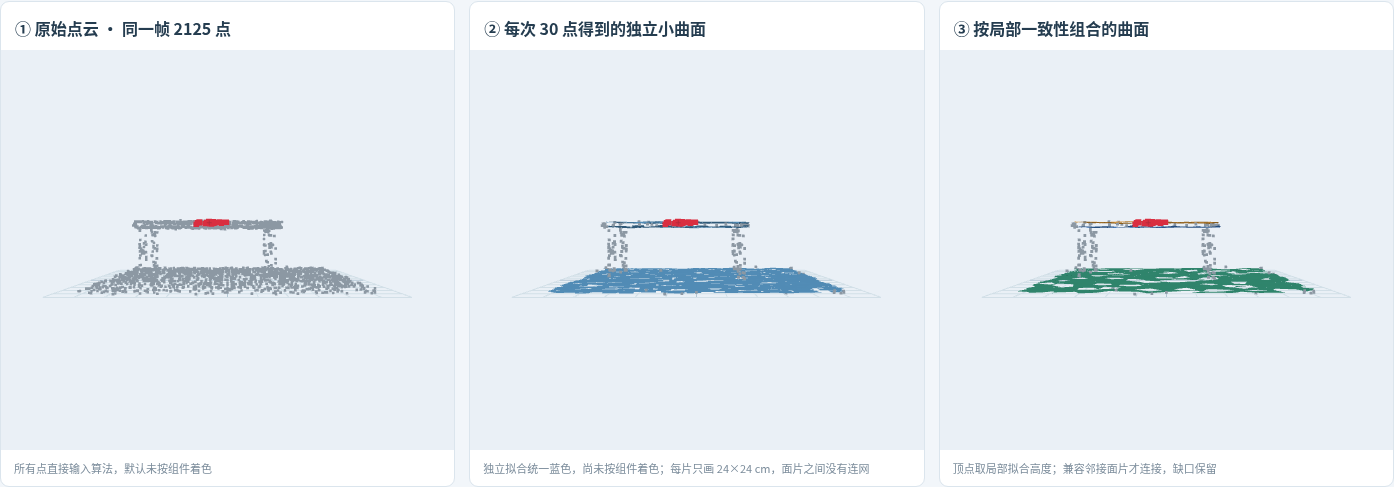 ① 原始点云 · 同一帧 2125 点
② 每次 30 点得到的独立小曲面
③ 按局部一致性组合的曲面
所有点直接输入算法，默认未按组件着色
独立拟合统一蓝色，尚未按组件着色；每片只画 24×24 cm，面片之间没有连网
顶点取局部拟合高度；兼容邻接面片才连接，缺口保留